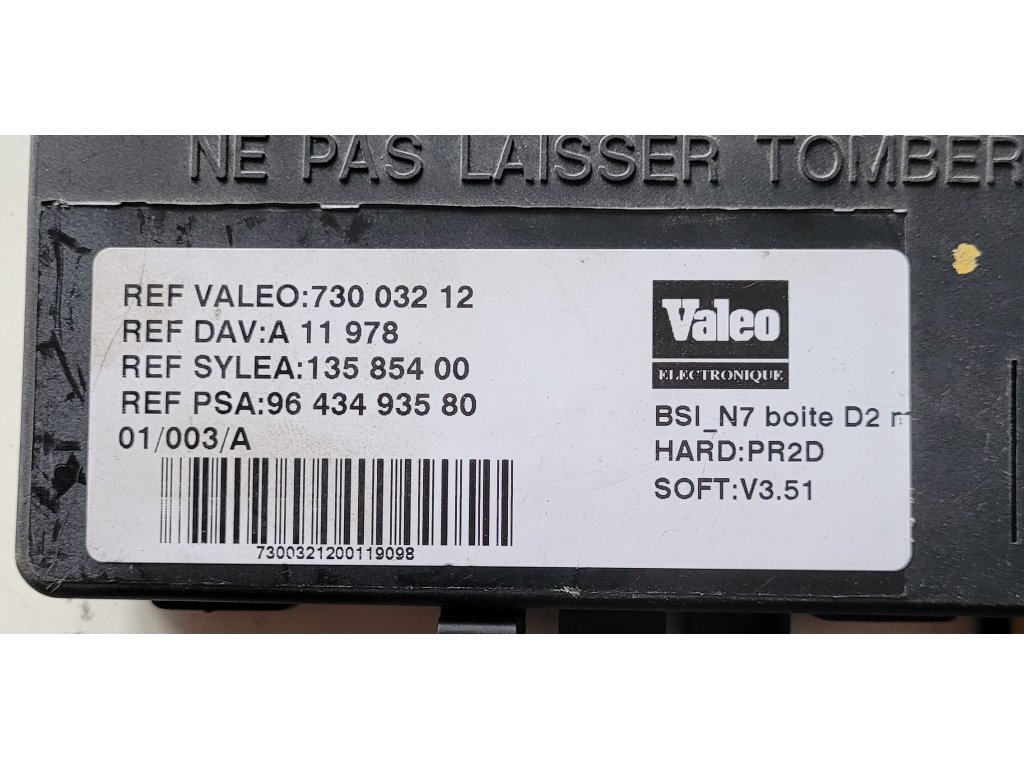 NE PAS LAISSER TOMBER
REF VALEO:730 032 12
REF DAV:A 11 978
REF SYLEA:135 854 00
REF PSA:96 434 935 80
01/003/A
7300321200119098
Valeo
ELECTRONIQUE
BSI_N7 boite D2
HARD:PR2D
SOFT:V3.51